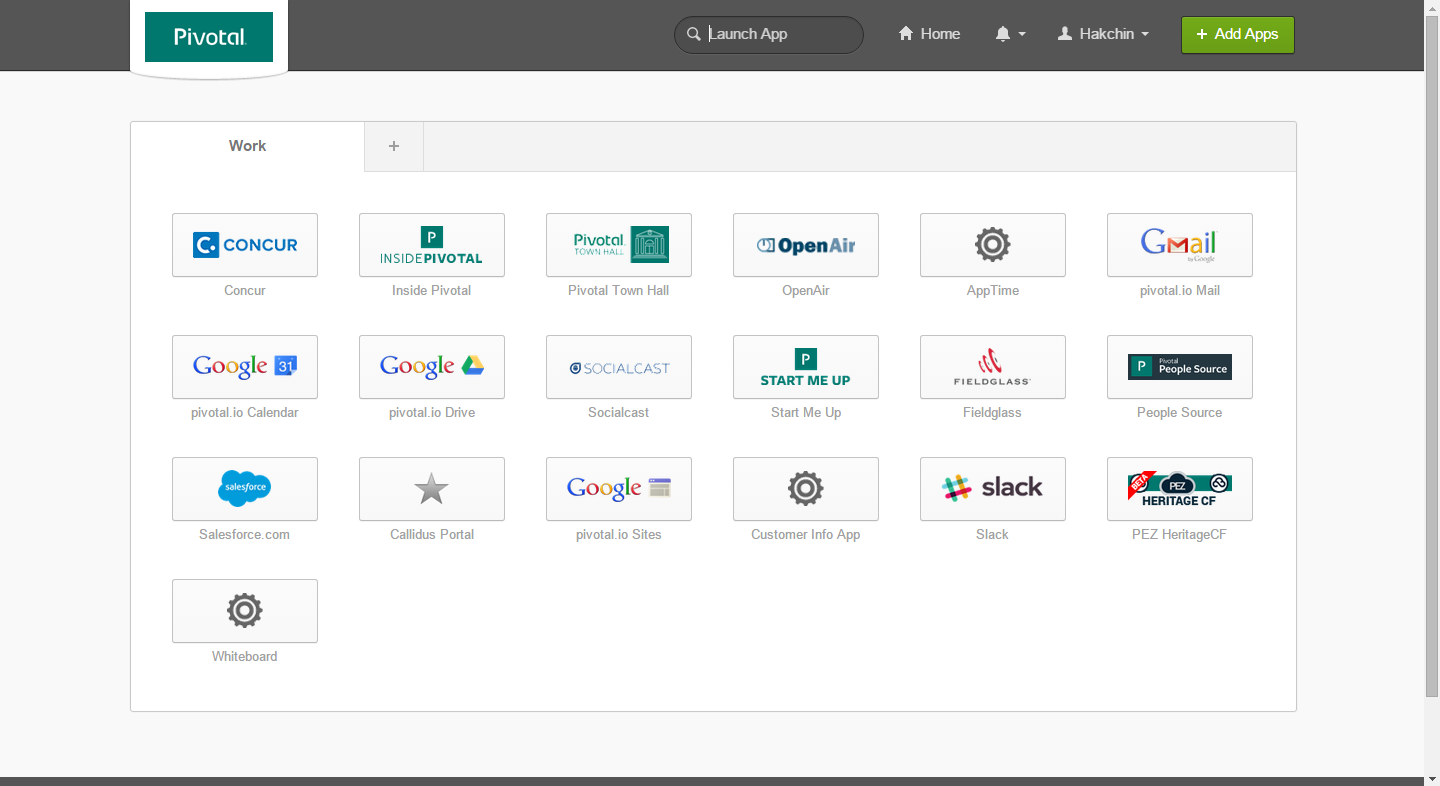 Pivotal
Launch App
Home
Hakchin
+ Add Apps
Work
+
C. CONCUR
P
INSIDEPIVOTAL
Pivotal
TOWN HALL
OpenAir
Gmail
by Google
Concur
Inside Pivotal
Pivotal Town Hall
OpenAir
AppTime
pivotal.io Mail
Google 31
Google
SOCIALCAST
P
START ME UP
FIELDGLASS
P
Pivotal
People Source
pivotal.io Calendar
pivotal.io Drive
Socialcast
Start Me Up
Fieldglass
People Source
salesforce
Google
slack
BETA
PEZ
HERITAGE CF
Salesforce.com
Callidus Portal
pivotal.io Sites
Customer Info App
Slack
PEZ HeritageCF
Whiteboard